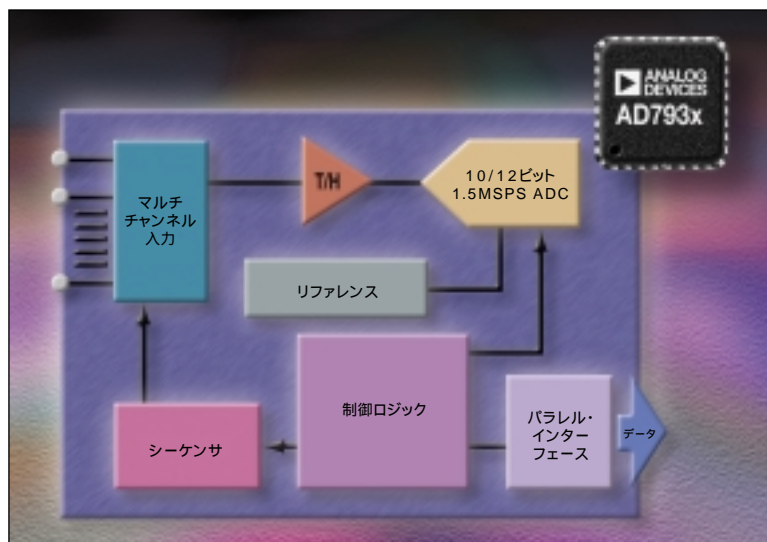 ANALOG
DEVICES
AD793x
マルチ
チャンネル
入力
T/H
10/12ビット
1.5MSPS ADC
リファレンス
制御ロジック
シーケンサ
パラレル・
インター
フェース
データ